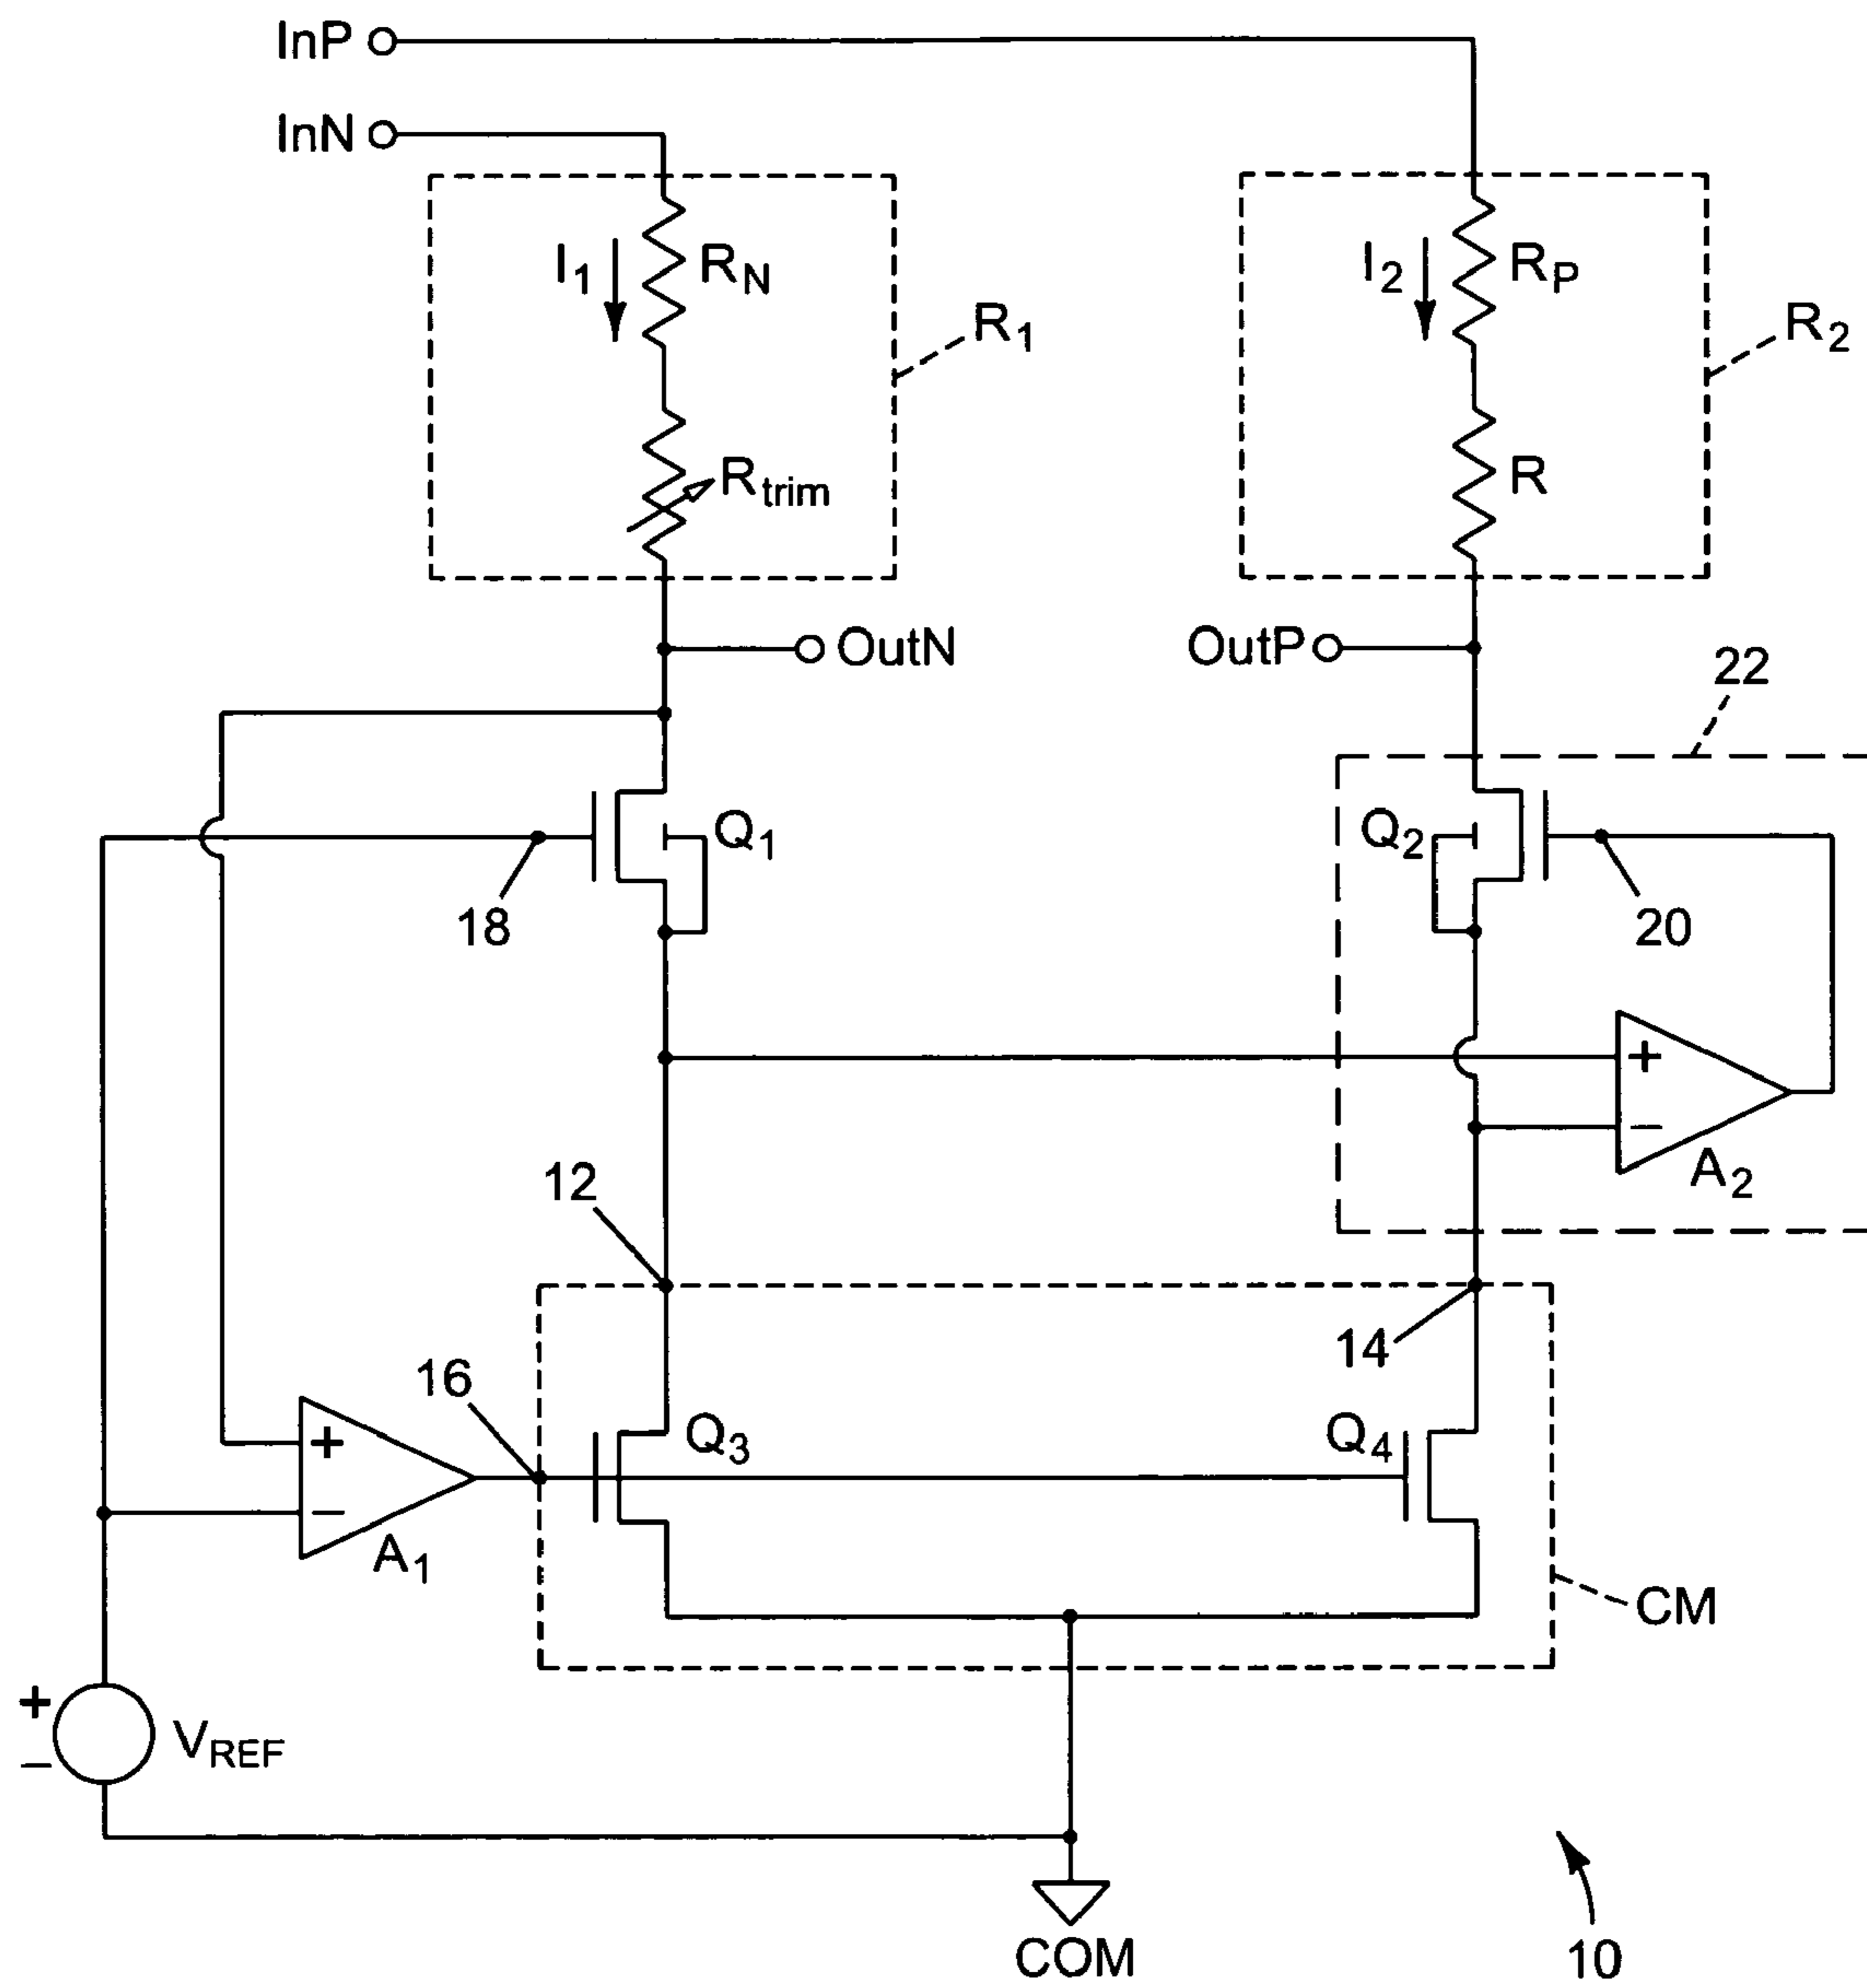 InP
InN
I1
RN
R1
Rtrim
I2
RP
R2
R
OutN
OutP
22
Q1
Q2
18
20
+
−
A2
12
14
16
Q3
Q4
+
−
A1
CM
+
−
VREF
COM
10